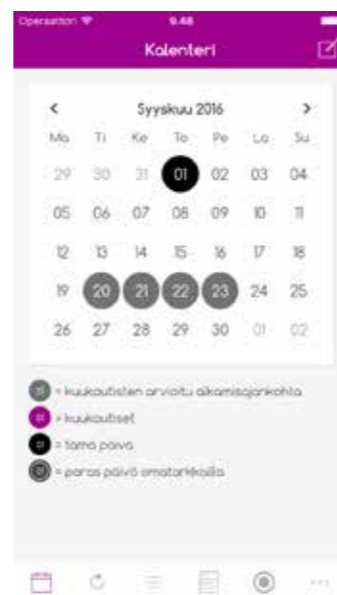 Operaattori 9.48
Kalenteri
< Syyskuu 2016 >
Ma Ti Ke To Pe La Su
29 30 31 01 02 03 04
05 06 07 08 09 10 11
12 13 14 15 16 17 18
19 20 21 22 23 24 25
26 27 28 29 30 01 02
= kuukautisten arvioitu alkamisajankohta
= kuukautiset
= tämä päivä
= paras päivä omatarkkailla